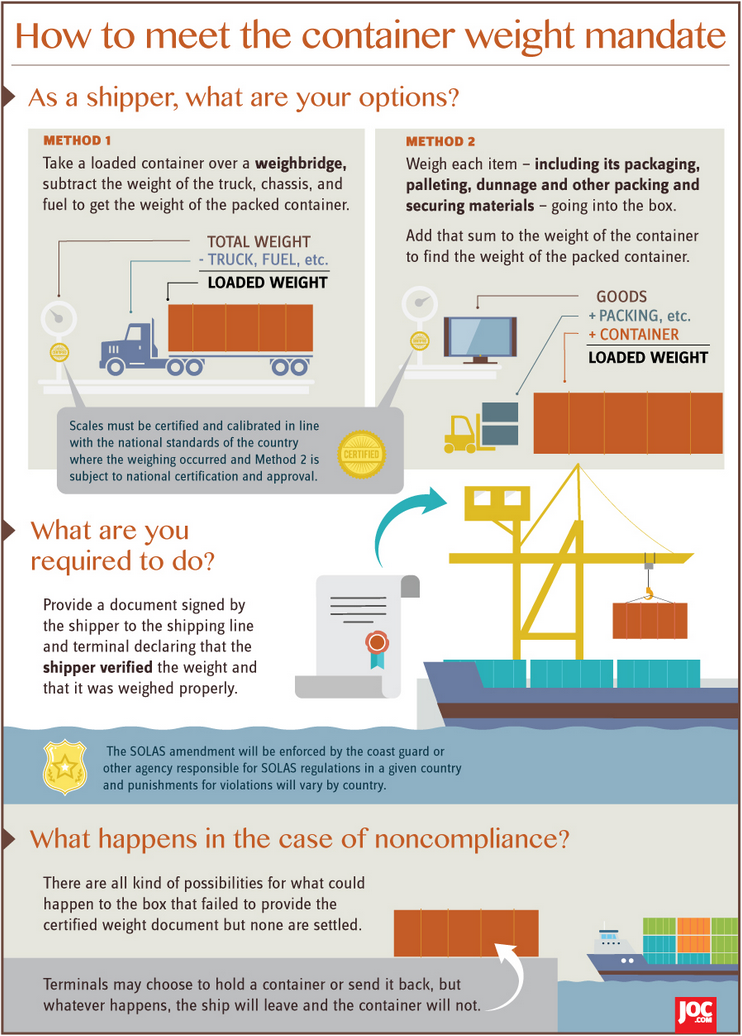 How to meet the container weight mandate
As a shipper, what are your options?
METHOD 1
Take a loaded container over a weighbridge,
subtract the weight of the truck, chassis, and
fuel to get the weight of the packed container.
TOTAL WEIGHT
- TRUCK, FUEL, etc.
LOADED WEIGHT
METHOD 2
Weigh each item – including its packaging,
palleting, dunnage and other packing and
securing materials – going into the box.
Add that sum to the weight of the container
to find the weight of the packed container.
GOODS
+ PACKING, etc.
+ CONTAINER
LOADED WEIGHT
Scales must be certified and calibrated in line
with the national standards of the country
where the weighing occurred and Method 2 is
subject to national certification and approval.
CERTIFIED
What are you
required to do?
Provide a document signed by
the shipper to the shipping line
and terminal declaring that the
shipper verified the weight and
that it was weighed properly.
The SOLAS amendment will be enforced by the coast guard or
other agency responsible for SOLAS regulations in a given country
and punishments for violations will vary by country.
What happens in the case of noncompliance?
There are all kind of possibilities for what could
happen to the box that failed to provide the
certified weight document but none are settled.
Terminals may choose to hold a container or send it back, but
whatever happens, the ship will leave and the container will not.
JOC
.COM